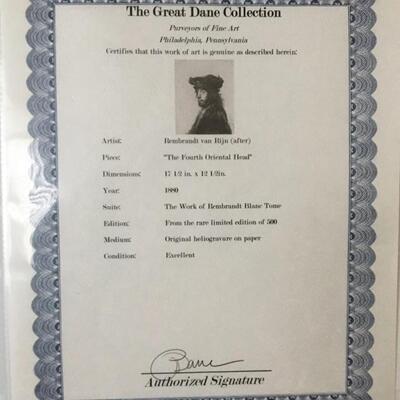 The Great Dane Collection
Purveyors of Fine Art
Philadelphia, Pennsylvania
Certifies that this work of art is genuine as described herein:
Artist: Rembrandt van Rijn (after)
Piece: "The Fourth Oriental Head"
Dimensions: 17 1/2 in. x 12 1/2in.
Year: 1880
Suite: The Work of Rembrandt Blanc Tome
Edition: From the rare limited edition of 500
Medium: Original heliogravure on paper
Condition: Excellent
Authorized Signature